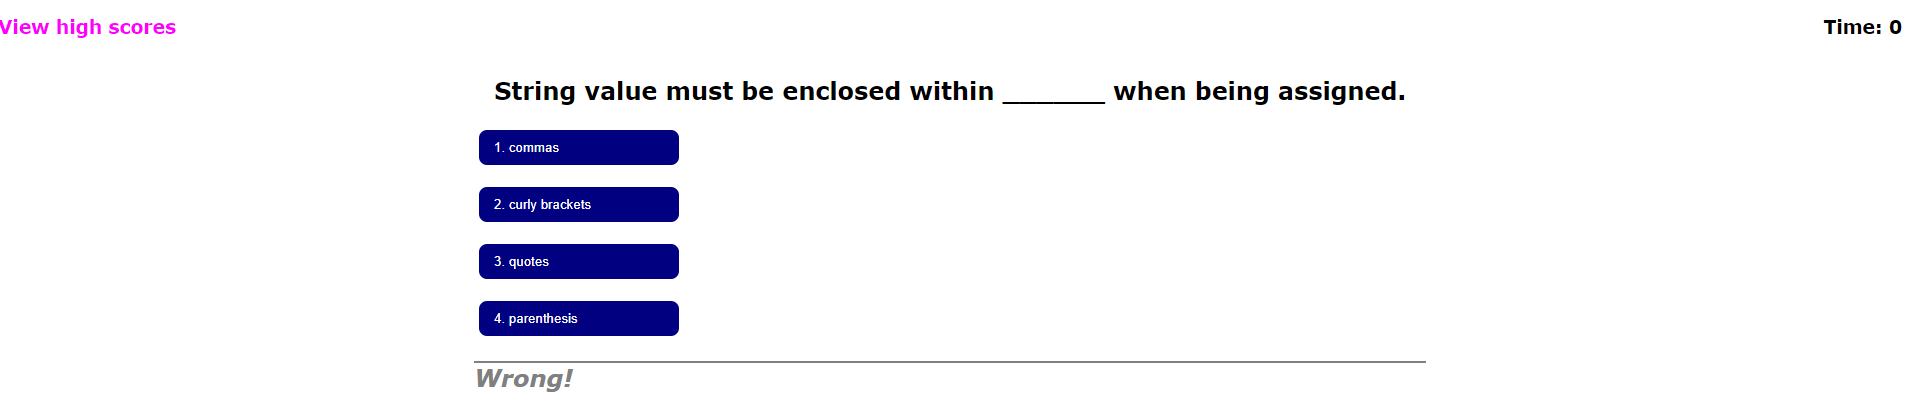 View high scores
Time: 0
String value must be enclosed within _______ when being assigned.
1. commas
2. curly brackets
3. quotes
4. parenthesis
Wrong!